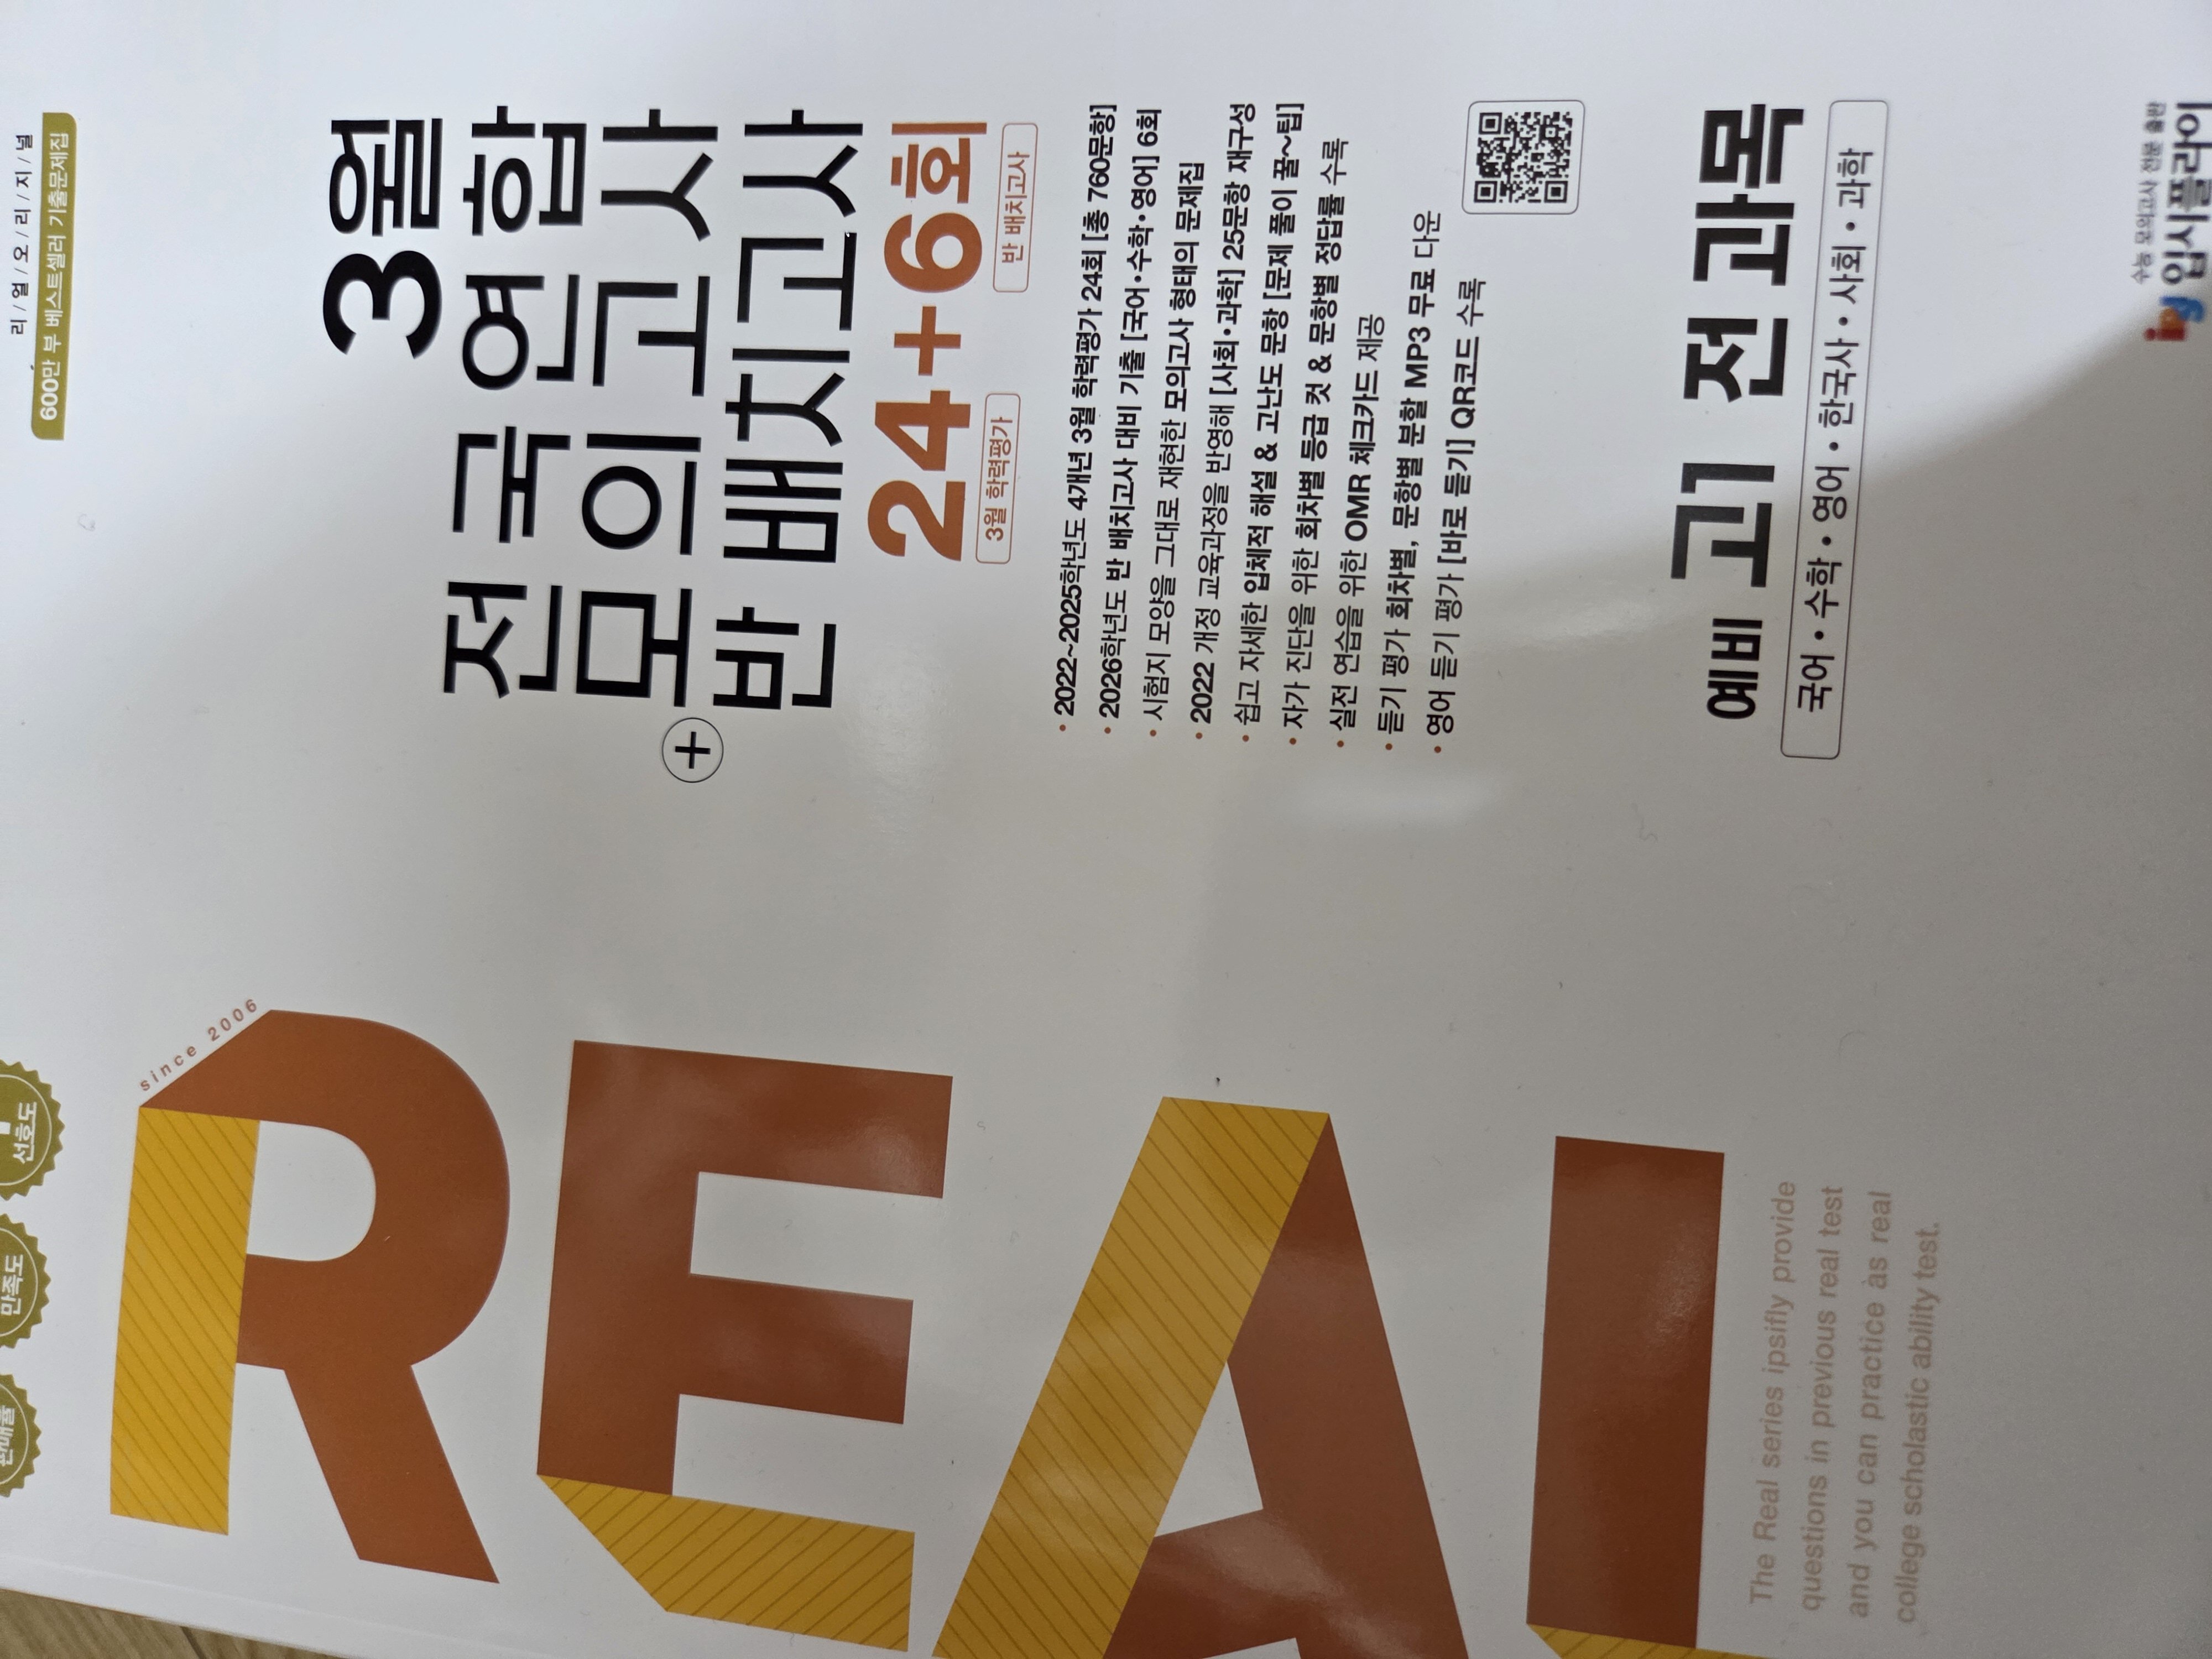 리/얼/오/리/지/널
600만 부 베스트셀러 기출문제집
선호도
만족도
판매율
since 2006
REAL
3월
전국연합
모의고사
+ 반 배치고사
24+6회
3월 학력평가 반 배치고사
• 2022~2025학년도 4개년 3월 학력평가 24회 [총 760문항]
• 2026학년도 반 배치고사 대비 기출 [국어•수학•영어] 6회
• 시험지 모양을 그대로 재현한 모의고사 형태의 문제집
• 2022 개정 교육과정을 반영해 [사회•과학] 25문항 재구성
• 쉽고 자세한 입체적 해설 & 고난도 문항 [문제 풀이 꿀~팁]
• 자가 진단을 위한 회차별 등급 컷 & 문항별 정답률 수록
• 실전 연습을 위한 OMR 체크카드 제공
• 듣기 평가 회차별, 문항별 분할 MP3 무료 다운
• 영어 듣기 평가 [바로 듣기] QR코드 수록
예비 고1 전과목
국어•수학•영어•한국사•사회•과학
The Real series ipsifly provide
questions in previous real test
and you can practice as real
college scholastic ability test.
수능 모의고사 전문 출판
입시플라이